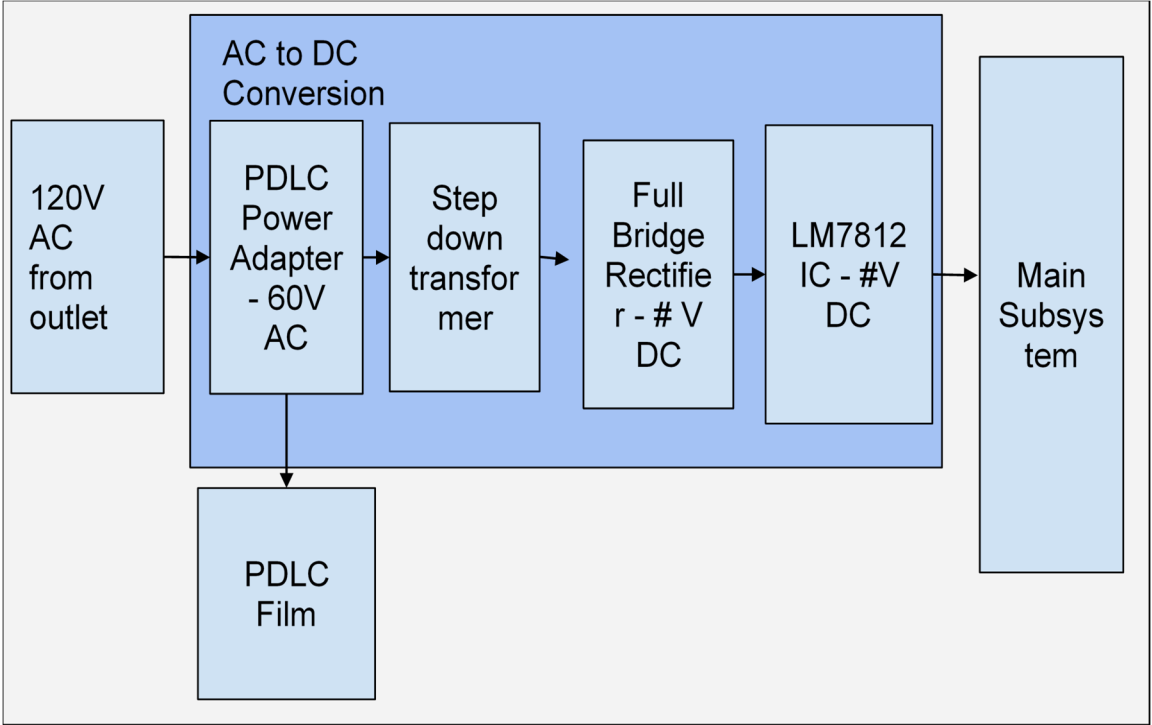 AC to DC
Conversion
120V
AC
from
outlet
PDLC
Power
Adapter
- 60V
AC
Step
down
transfor
mer
Full
Bridge
Rectifie
r - # V
DC
LM7812
IC - #V
DC
Main
Subsys
tem
PDLC
Film